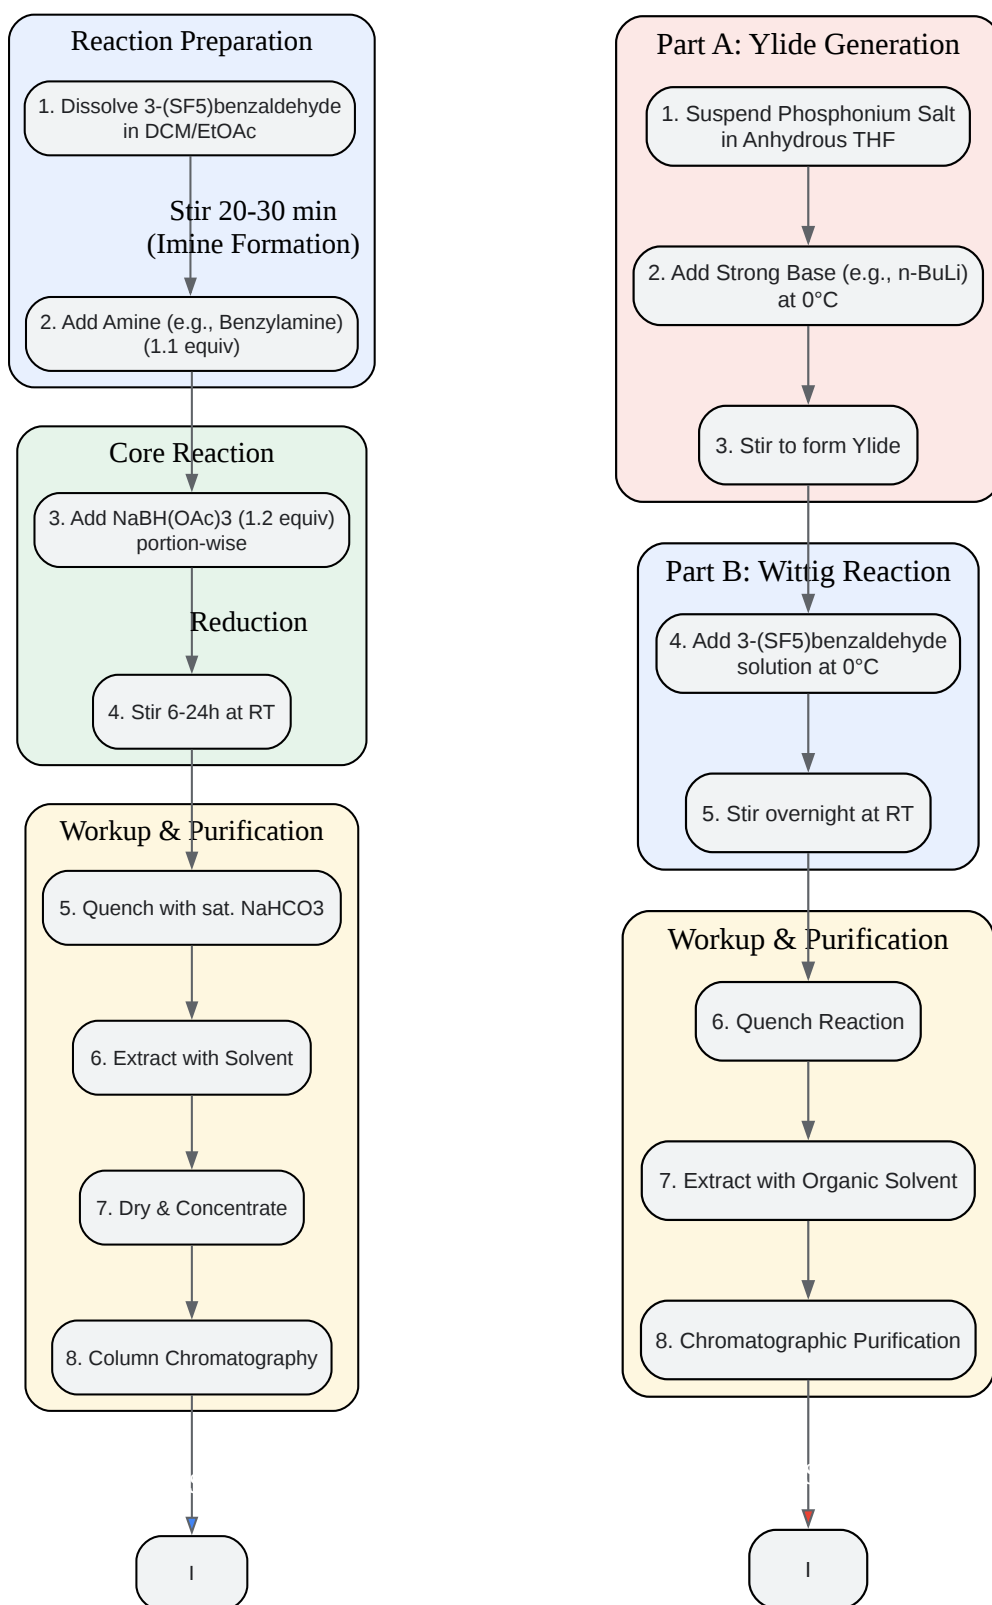 Reaction Preparation
1. Dissolve 3-(SF5)benzaldehyde
in DCM/EtOAc
Stir 20-30 min
(Imine Formation)
2. Add Amine (e.g., Benzylamine)
(1.1 equiv)
Core Reaction
3. Add NaBH(OAc)3 (1.2 equiv)
portion-wise
Reduction
4. Stir 6-24h at RT
Workup & Purification
5. Quench with sat. NaHCO3
6. Extract with Solvent
7. Dry & Concentrate
8. Column Chromatography
I
Part A: Ylide Generation
1. Suspend Phosphonium Salt
in Anhydrous THF
2. Add Strong Base (e.g., n-BuLi)
at 0°C
3. Stir to form Ylide
Part B: Wittig Reaction
4. Add 3-(SF5)benzaldehyde
solution at 0°C
5. Stir overnight at RT
Workup & Purification
6. Quench Reaction
7. Extract with Organic Solvent
8. Chromatographic Purification
I